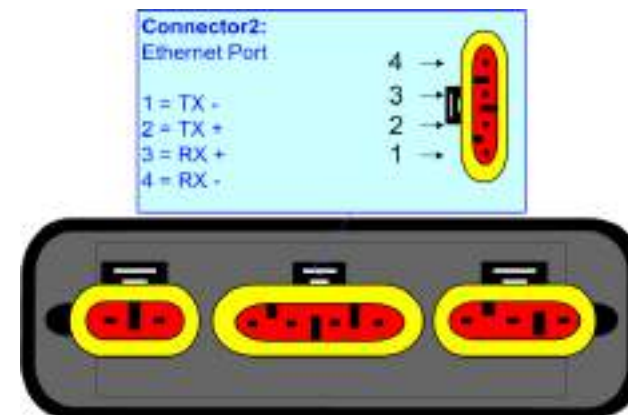 Connector2:
Ethernet Port
1 = TX -
2 = TX +
3 = RX +
4 = RX -
4
3
2
1